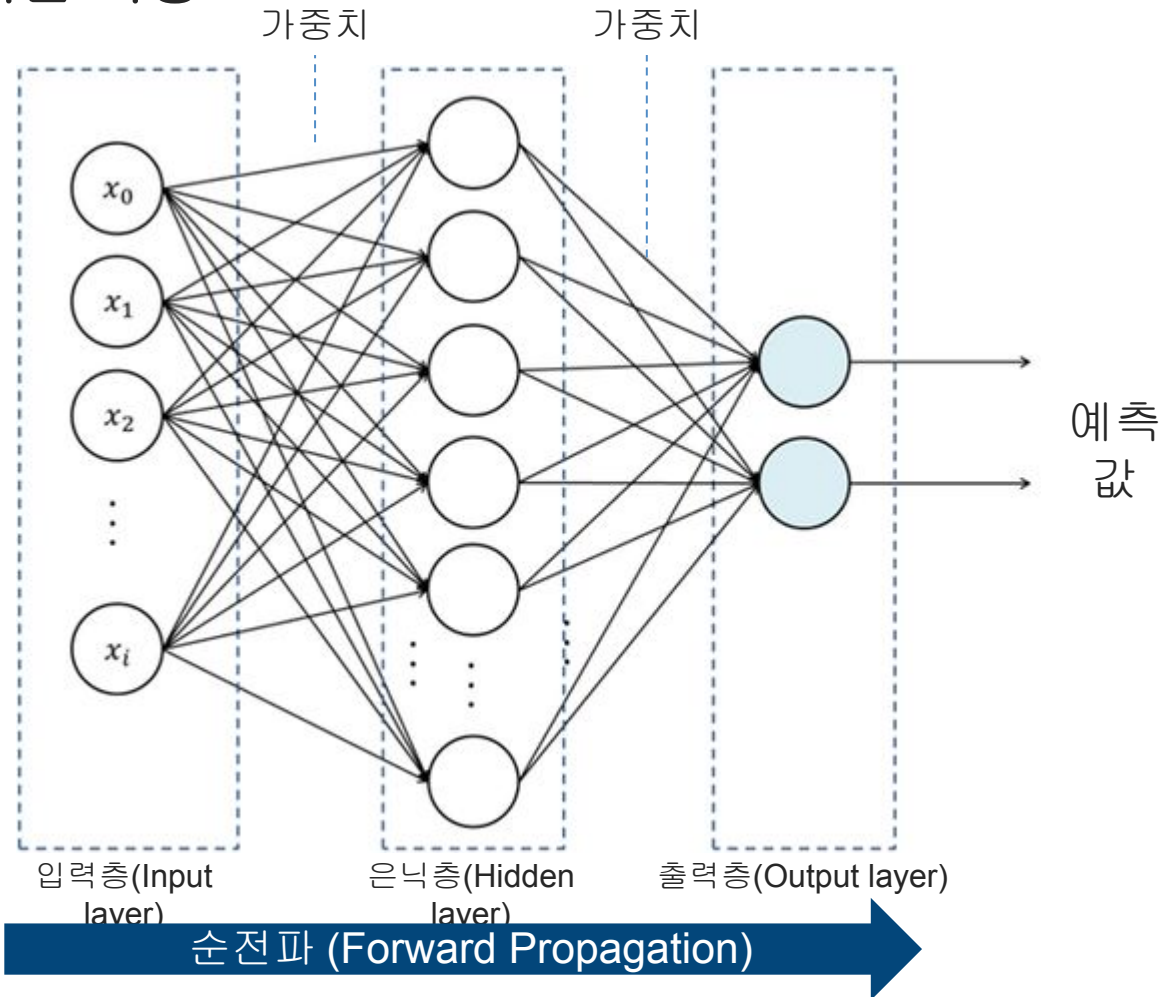 가중치
가중치
x₀
x₁
x₂
xᵢ
예측
값
입력층(Input
layer)
은닉층(Hidden
layer)
출력층(Output layer)
순전파 (Forward Propagation)